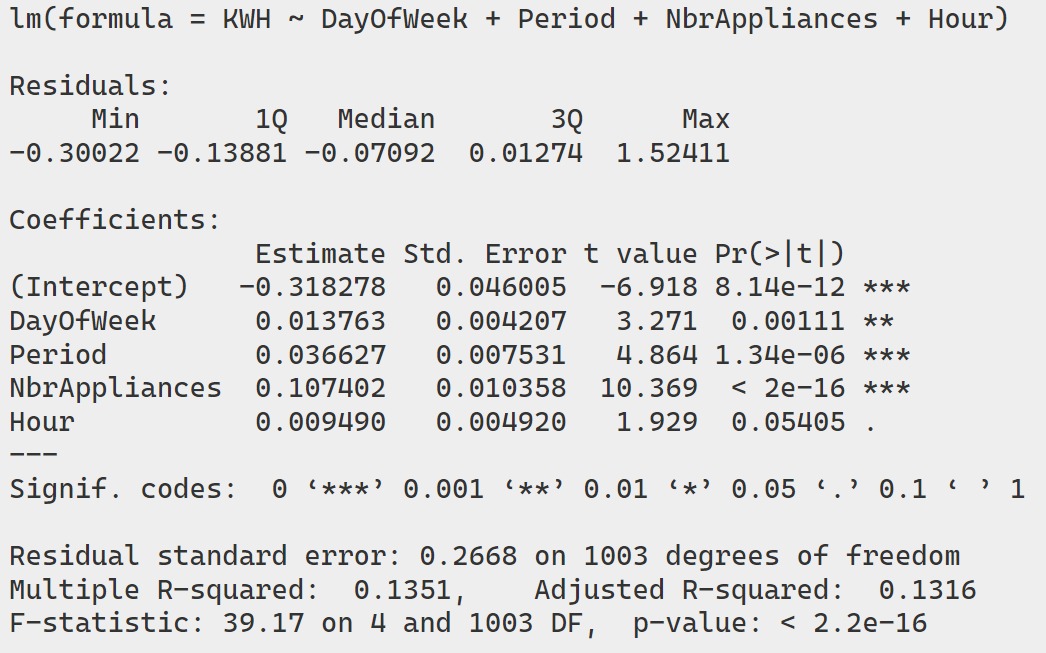 lm(formula = KWH ~ DayOfWeek + Period + NbrAppliances + Hour)

Residuals:
     Min       1Q   Median       3Q      Max
−0.30022 −0.13881 −0.07092  0.01274  1.52411

Coefficients:
               Estimate Std. Error t value Pr(>|t|)
(Intercept)   −0.318278   0.046005  −6.918 8.14e−12 ***
DayOfWeek      0.013763   0.004207   3.271  0.00111 **
Period         0.036627   0.007531   4.864 1.34e−06 ***
NbrAppliances  0.107402   0.010358  10.369  < 2e−16 ***
Hour           0.009490   0.004920   1.929  0.05405 .
−−−
Signif. codes:  0 ‘***’ 0.001 ‘**’ 0.01 ‘*’ 0.05 ‘.’ 0.1 ‘ ’ 1

Residual standard error: 0.2668 on 1003 degrees of freedom
Multiple R−squared:  0.1351,    Adjusted R−squared:  0.1316
F−statistic: 39.17 on 4 and 1003 DF,  p−value: < 2.2e−16